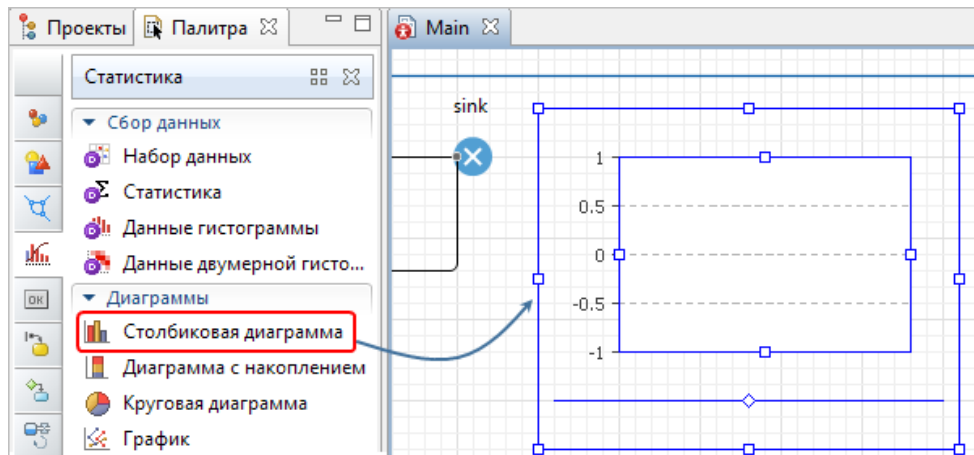 Проекты
Палитра
Main
Статистика
Сбор данных
Набор данных
Статистика
Данные гистограммы
Данные двумерной гисто...
Диаграммы
Столбиковая диаграмма
Диаграмма с накоплением
Круговая диаграмма
График
OK
sink
1
0.5
0
-0.5
-1